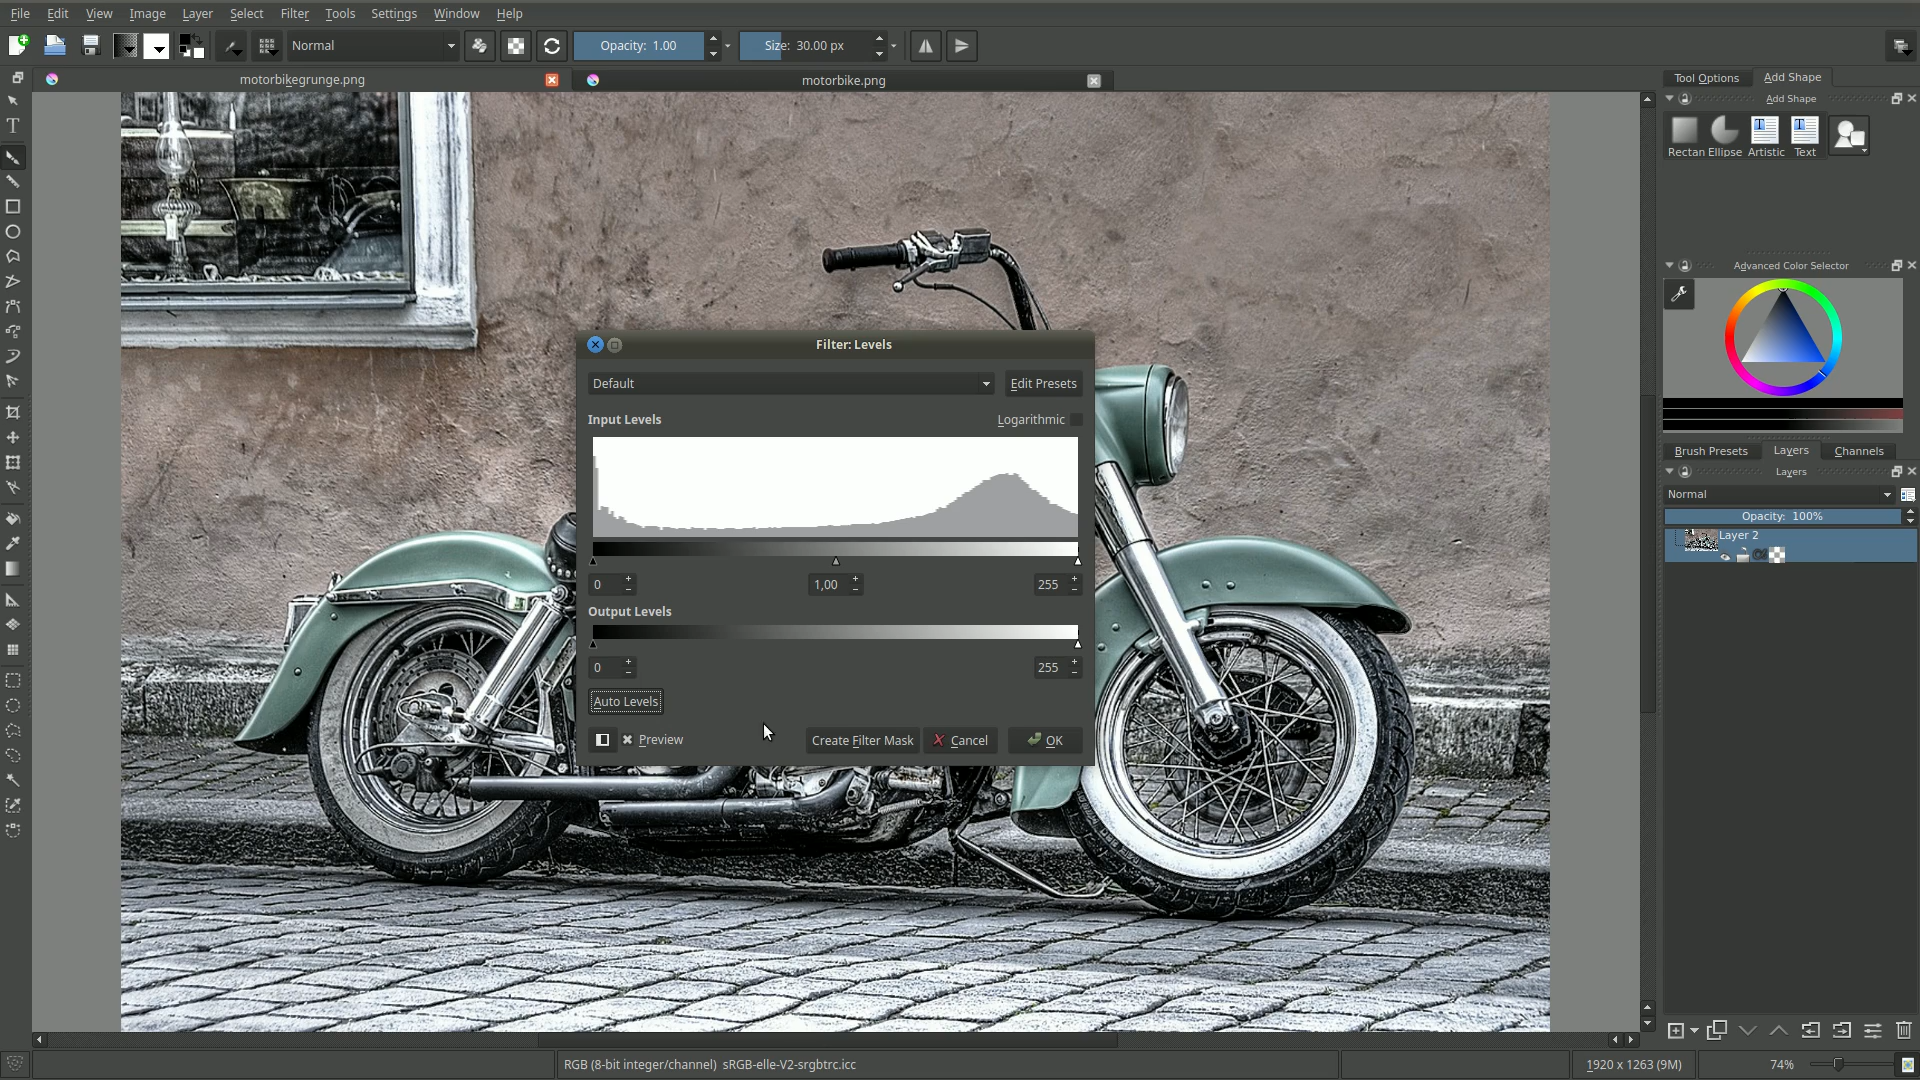 File Edit View Image Layer Select Filter Tools Settings Window Help
Normal Opacity: 1.00 Size: 30.00 px
motorbikegrunge.png motorbike.png
Tool Options Add Shape
Add Shape
Rectan Ellipse Artistic Text
Advanced Color Selector
Brush Presets Layers Channels
Layers
Normal
Opacity: 100%
Layer 2
Filter: Levels
Default Edit Presets
Input Levels Logarithmic
0 1,00 255
Output Levels
0 255
Auto Levels
Preview Create Filter Mask Cancel OK
RGB (8-bit integer/channel) sRGB-elle-V2-srgbtrc.icc 1920 x 1263 (9M) 74%